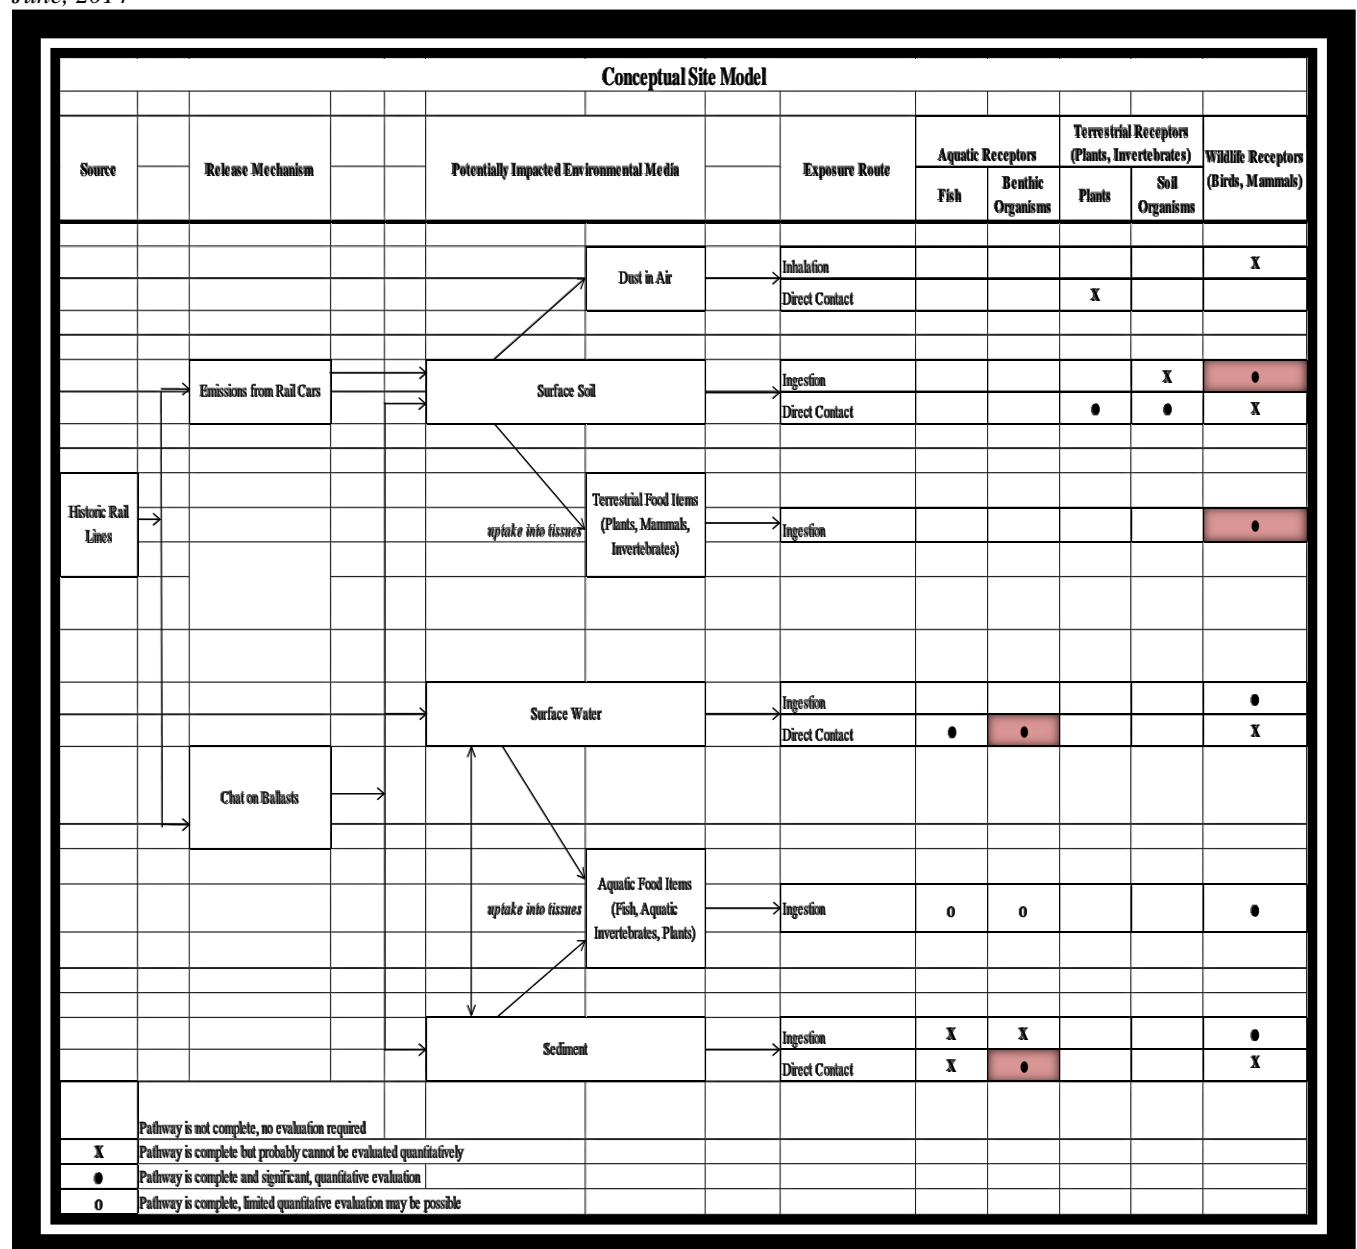 June, 2014
Conceptual Site Model
Source
Release Mechanism
Potentially Impacted Environmental Media
Exposure Route
Aquatic Receptors
Terrestrial Receptors
(Plants, Invertebrates)
Wildlife Receptors
(Birds, Mammals)
Fish
Benthic
Organisms
Plants
Soil
Organisms
Dust in Air
Inhalation X
Direct Contact X
Emissions from Rail Cars
Surface Soil
Ingestion X ●
Direct Contact ● ● X
Historic Rail
Lines
uptake into tissues
Terrestrial Food Items
(Plants, Mammals,
Invertebrates)
Ingestion ●
Surface Water
Ingestion ●
Direct Contact ● ● X
Chat on Ballasts
uptake into tissues
Aquatic Food Items
(Fish, Aquatic
Invertebrates, Plants)
Ingestion o o ●
Sediment
Ingestion X X ●
Direct Contact X ● X
Pathway is not complete, no evaluation required
X Pathway is complete but probably cannot be evaluated quantitatively
● Pathway is complete and significant, quantitative evaluation
o Pathway is complete, limited quantitative evaluation may be possible